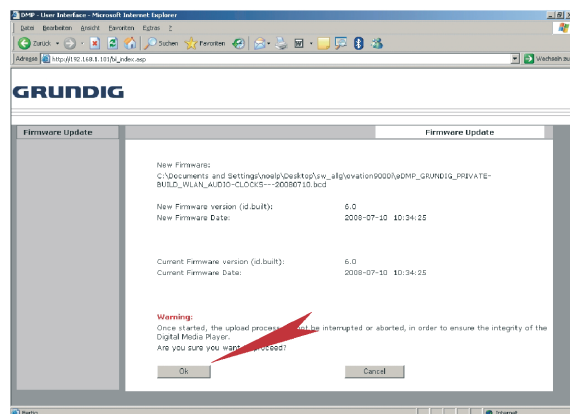 DMP - User Interface - Microsoft Internet Explorer
Datei Bearbeiten Ansicht Favoriten Extras ?
Zurück Suchen Favoriten
Adresse http://192.168.1.101/bl_index.asp Wechseln zu
GRUNDIG
Firmware Update
Firmware Update
New Firmware:
C:\Documents and Settings\noelp\Desktop\sw_allg\ovation9000i\eDMP_GRUNDIG_PRIVATE-
BUILD_WLAN_AUDIO-CLOCKS---20080710.bcd
New Firmware version (id.built): 6.0
New Firmware Date: 2008-07-10 10:34:25
Current Firmware version (id.built): 6.0
Current Firmware Date: 2008-07-10 10:34:25
Warning:
Once started, the upload process not be interrupted or aborted, in order to ensure the integrity of the
Digital Media Player.
Are you sure you want proceed?
Ok Cancel
Fertig Internet